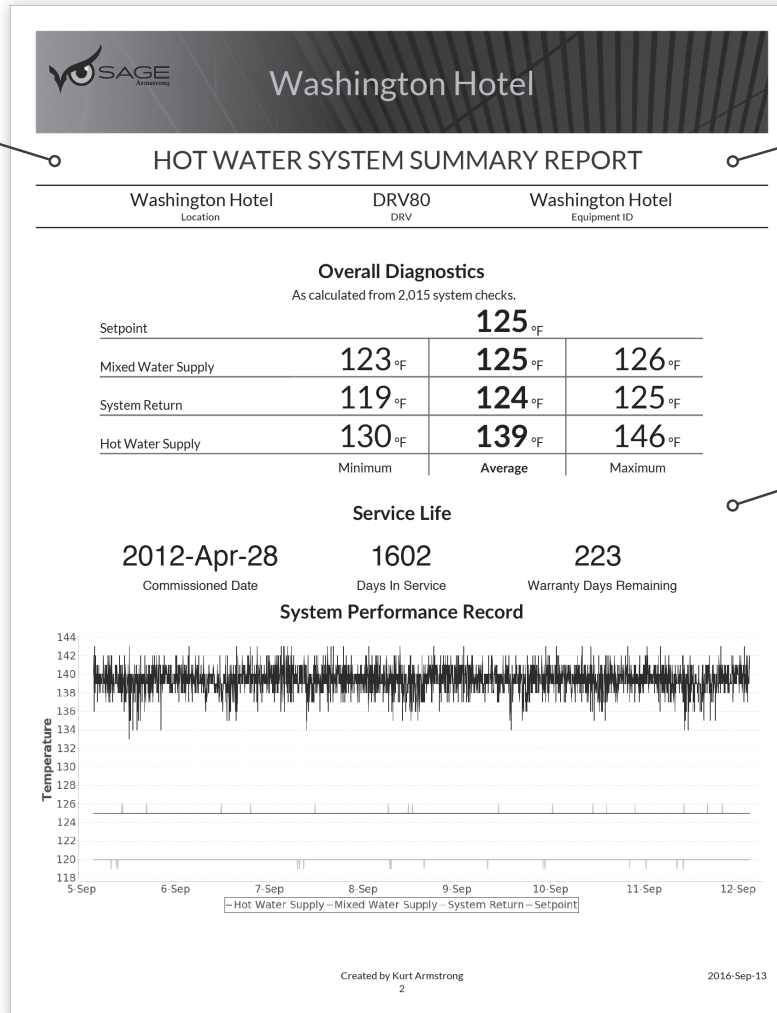 SAGE
Armstrong
Washington Hotel
HOT WATER SYSTEM SUMMARY REPORT
Washington Hotel DRV80 Washington Hotel
Location DRV Equipment ID
Overall Diagnostics
As calculated from 2,015 system checks.
Setpoint 125 °F
Mixed Water Supply 123 °F 125 °F 126 °F
System Return 119 °F 124 °F 125 °F
Hot Water Supply 130 °F 139 °F 146 °F
Minimum Average Maximum
Service Life
2012-Apr-28 1602 223
Commissioned Date Days In Service Warranty Days Remaining
System Performance Record
Temperature
144
142
140
138
136
134
132
130
128
126
124
122
120
118
5-Sep 6-Sep 7-Sep 8-Sep 9-Sep 10-Sep 11-Sep 12-Sep
Hot Water Supply Mixed Water Supply System Return Setpoint
Created by Kurt Armstrong 2016-Sep-13
2